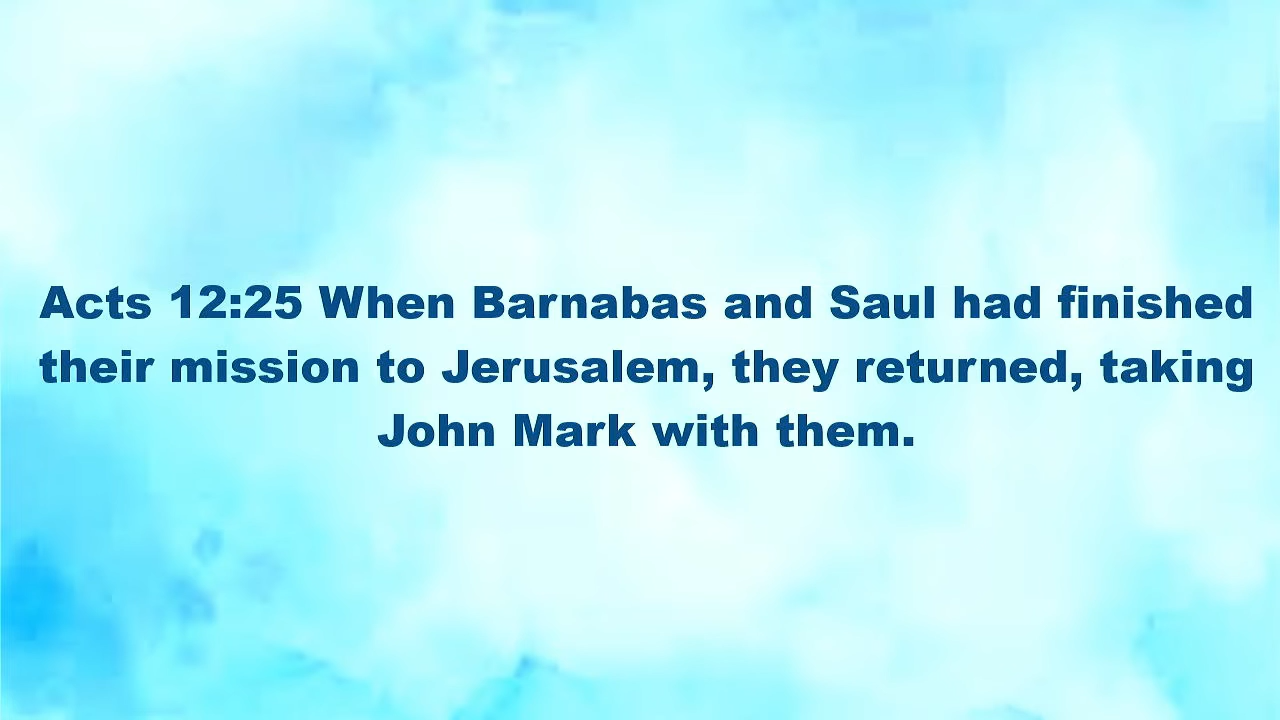 Acts 12:25 When Barnabas and Saul had finished
their mission to Jerusalem, they returned, taking
John Mark with them.